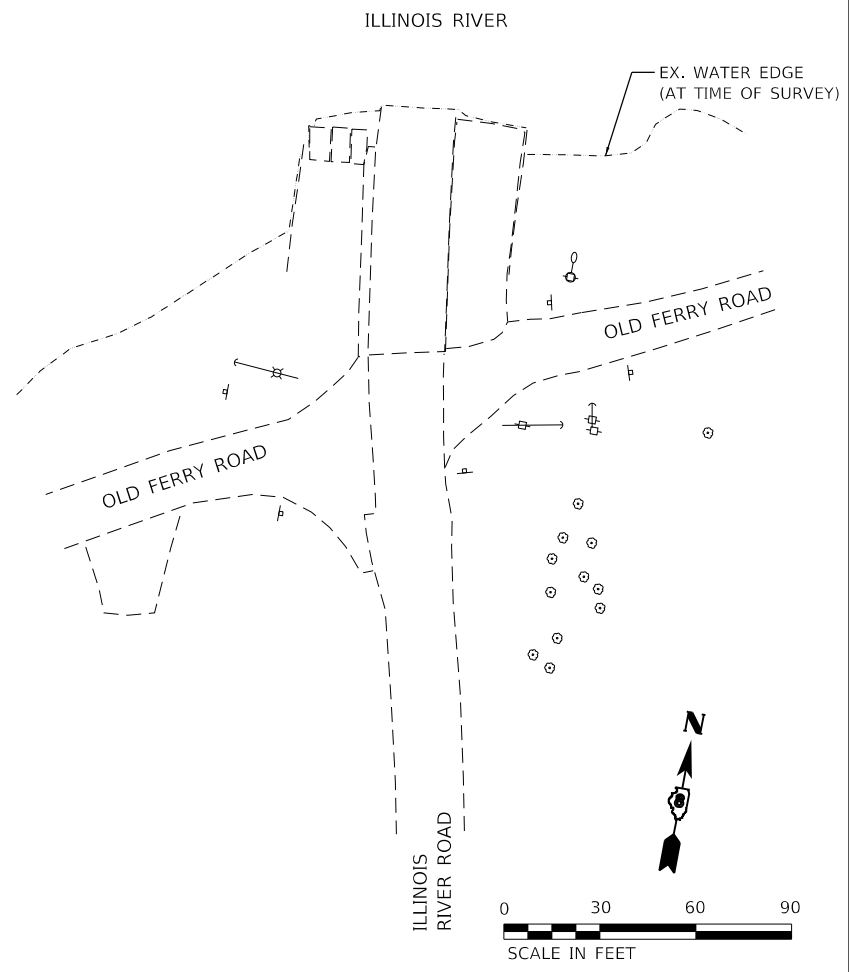 ILLINOIS RIVER
EX. WATER EDGE
(AT TIME OF SURVEY)
OLD FERRY ROAD
OLD FERRY ROAD
N
8
ILLINOIS
RIVER ROAD
0 30 60 90
SCALE IN FEET